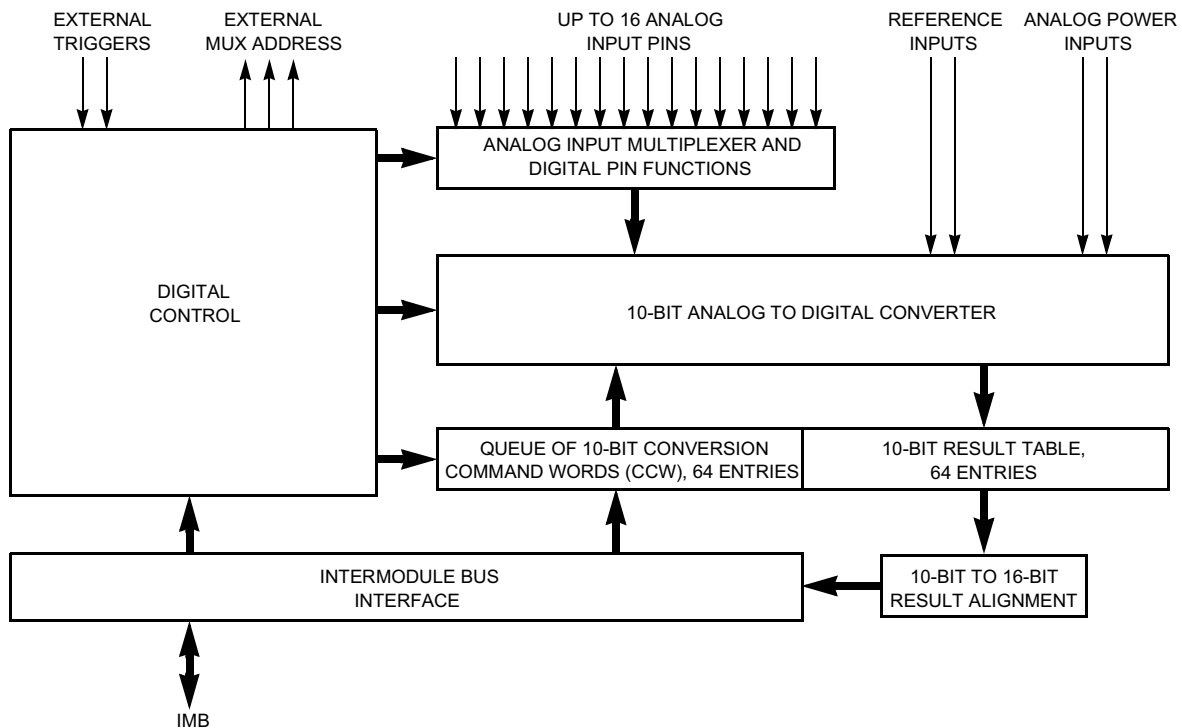 EXTERNAL
TRIGGERS
EXTERNAL
MUX ADDRESS
UP TO 16 ANALOG
INPUT PINS
REFERENCE
INPUTS
ANALOG POWER
INPUTS
ANALOG INPUT MULTIPLEXER AND
DIGITAL PIN FUNCTIONS
DIGITAL
CONTROL
10-BIT ANALOG TO DIGITAL CONVERTER
QUEUE OF 10-BIT CONVERSION
COMMAND WORDS (CCW), 64 ENTRIES
10-BIT RESULT TABLE,
64 ENTRIES
INTERMODULE BUS
INTERFACE
10-BIT TO 16-BIT
RESULT ALIGNMENT
IMB